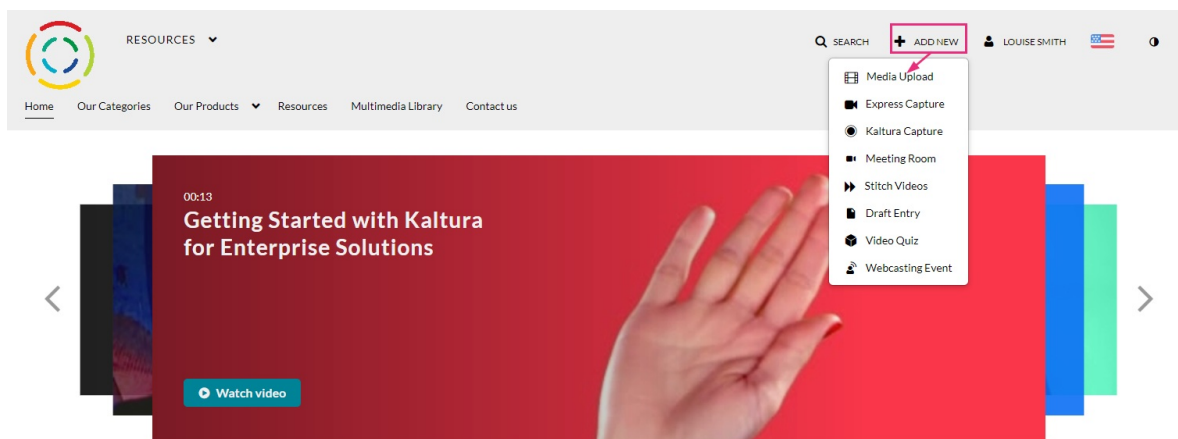 RESOURCES
SEARCH
ADD NEW
LOUISE SMITH
Media Upload
Express Capture
Kaltura Capture
Meeting Room
Stitch Videos
Draft Entry
Video Quiz
Webcasting Event
Home Our Categories Our Products Resources Multimedia Library Contact us
00:13
Getting Started with Kaltura
for Enterprise Solutions
Watch video